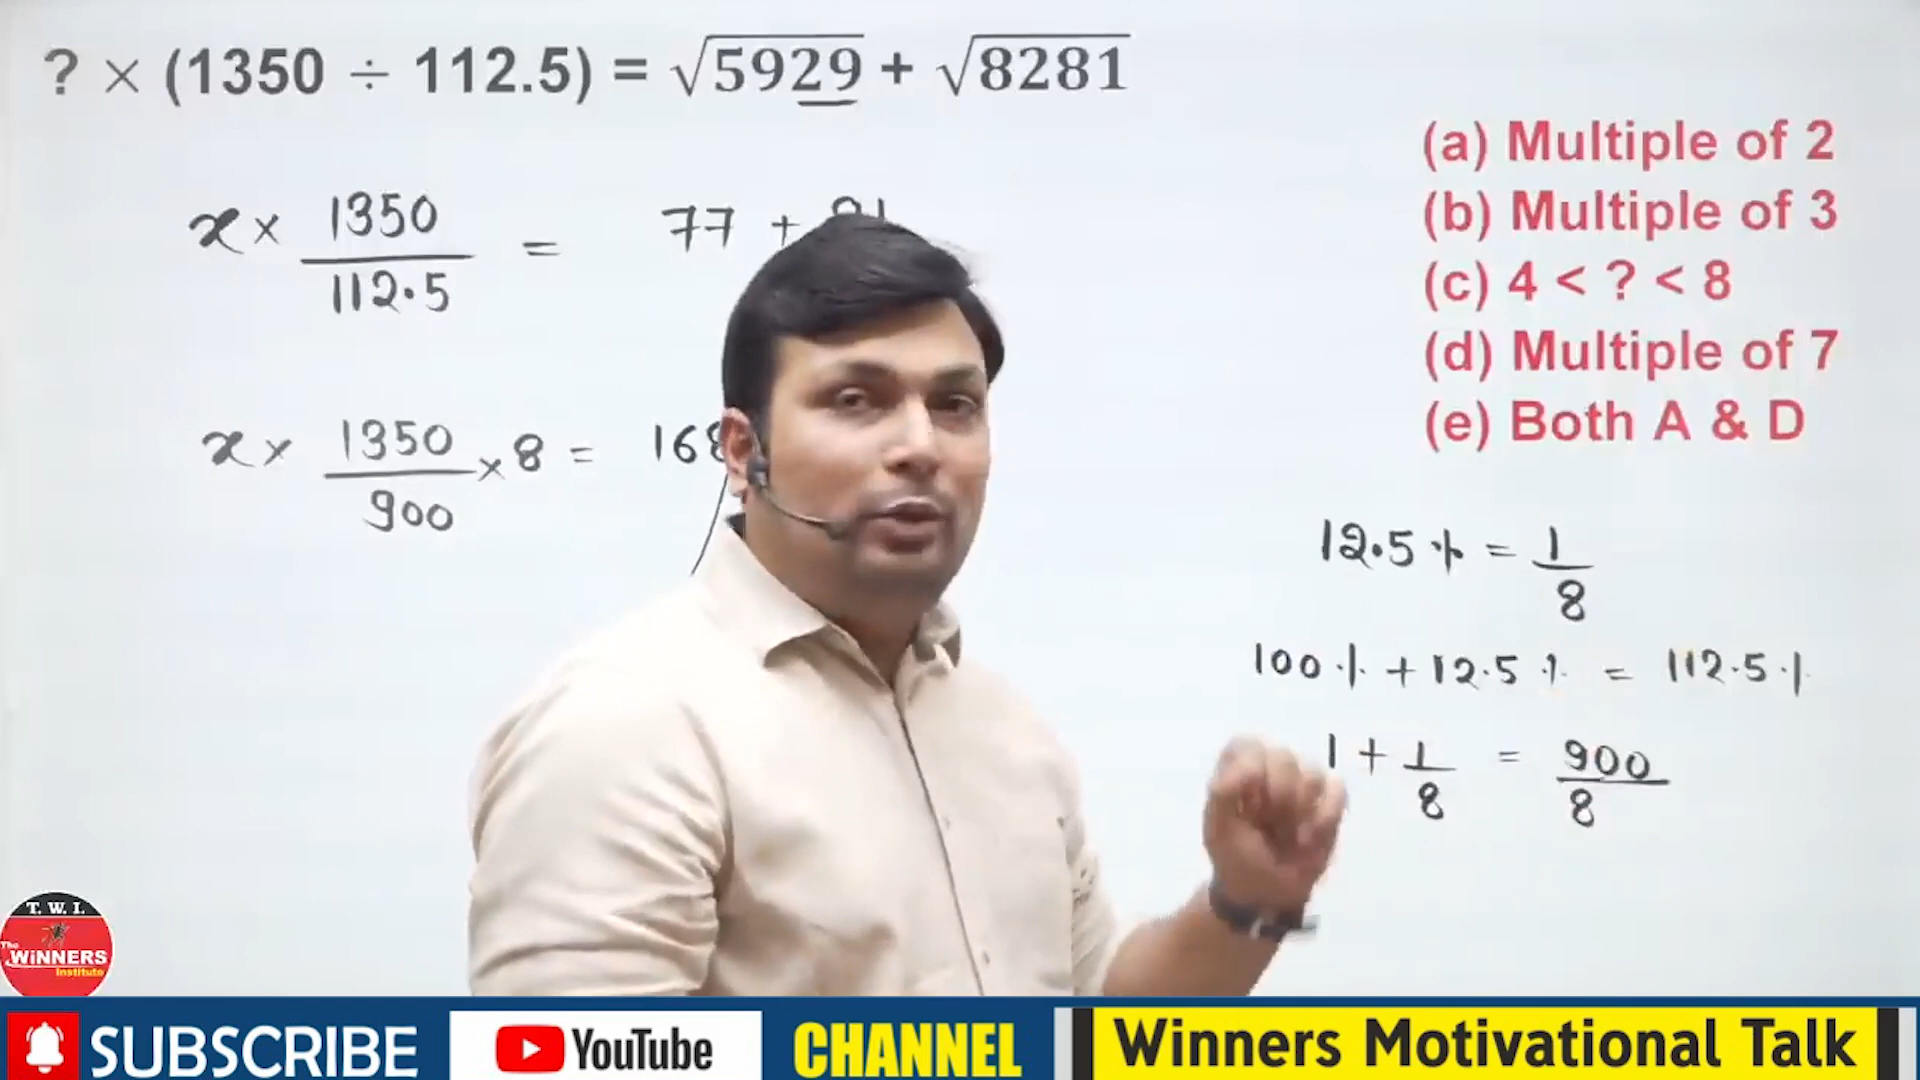 ? × (1350 ÷ 112.5) = √5929 + √8281
(a) Multiple of 2
(b) Multiple of 3
(c) 4 < ? < 8
(d) Multiple of 7
(e) Both A & D
x × 1350/112.5 = 77 +
x × 1350/900 × 8 = 168
12.5 % = 1/8
100 % + 12.5 % = 112.5 %
1 + 1/8 = 900/8
T. W. I.
The WiNNERS
institute
SUBSCRIBE YouTube CHANNEL Winners Motivational Talk